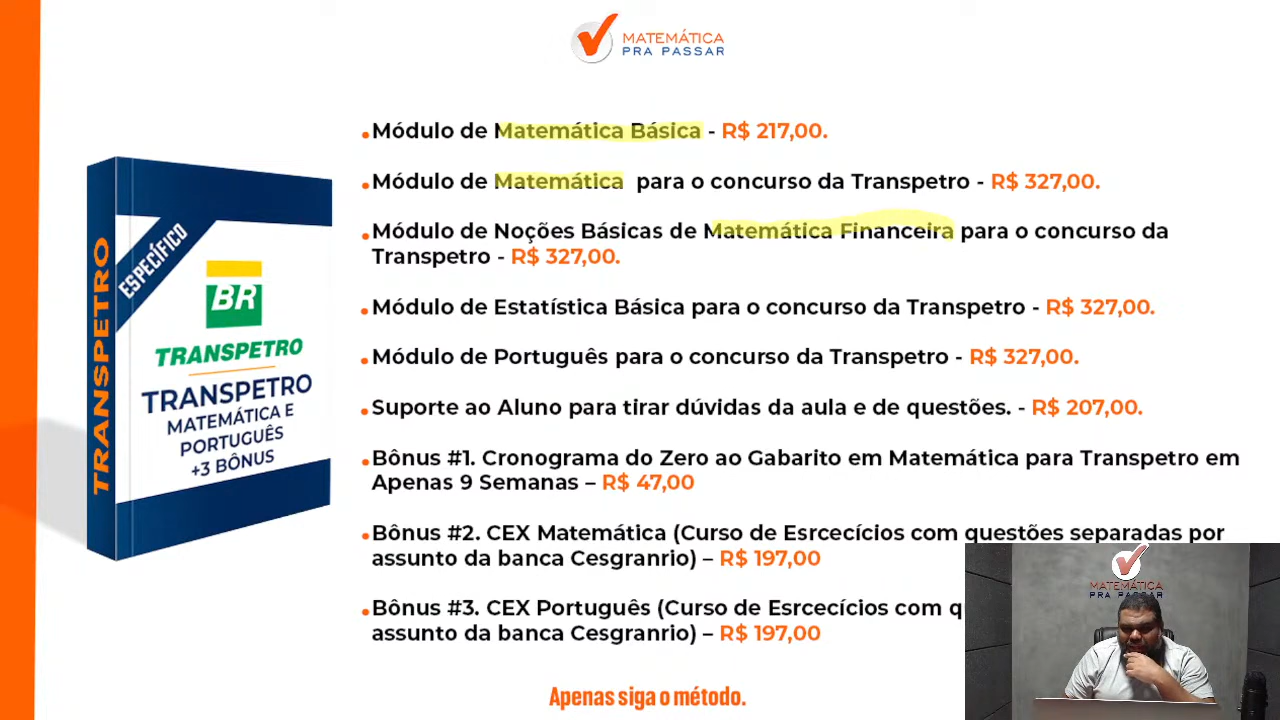 MATEMÁTICA
PRA PASSAR
• Módulo de Matemática Básica - R$ 217,00.
• Módulo de Matemática para o concurso da Transpetro - R$ 327,00.
• Módulo de Noções Básicas de Matemática Financeira para o concurso da
Transpetro - R$ 327,00.
• Módulo de Estatística Básica para o concurso da Transpetro - R$ 327,00.
• Módulo de Português para o concurso da Transpetro - R$ 327,00.
• Suporte ao Aluno para tirar dúvidas da aula e de questões. - R$ 207,00.
• Bônus #1. Cronograma do Zero ao Gabarito em Matemática para Transpetro em
Apenas 9 Semanas – R$ 47,00
• Bônus #2. CEX Matemática (Curso de Esrcecícios com questões separadas por
assunto da banca Cesgranrio) – R$ 197,00
• Bônus #3. CEX Português (Curso de Esrcecícios com q
assunto da banca Cesgranrio) – R$ 197,00
TRANSPETRO
ESPECÍFICO
BR
TRANSPETRO
TRANSPETRO
MATEMÁTICA E
PORTUGUÊS
+3 BÔNUS
MATEMÁTICA
PRA PASSAR
Apenas siga o método.